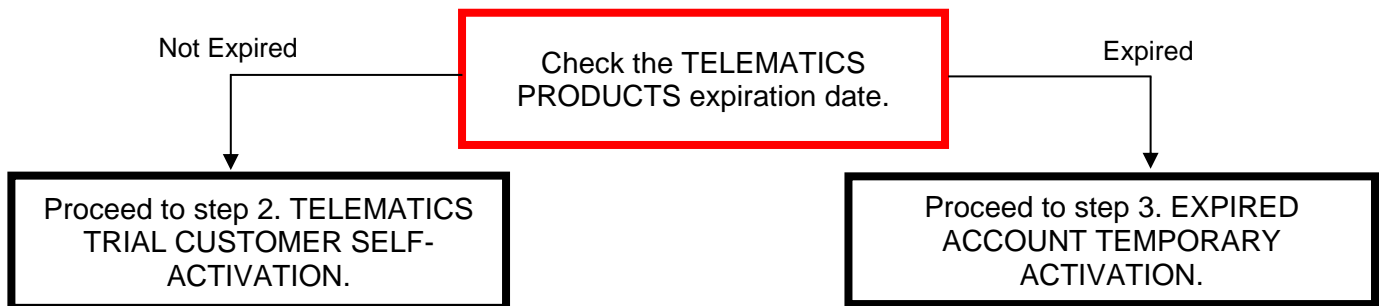 Not Expired
Check the TELEMATICS
PRODUCTS expiration date.
Expired
Proceed to step 2. TELEMATICS
TRIAL CUSTOMER SELF-
ACTIVATION.
Proceed to step 3. EXPIRED
ACCOUNT TEMPORARY
ACTIVATION.